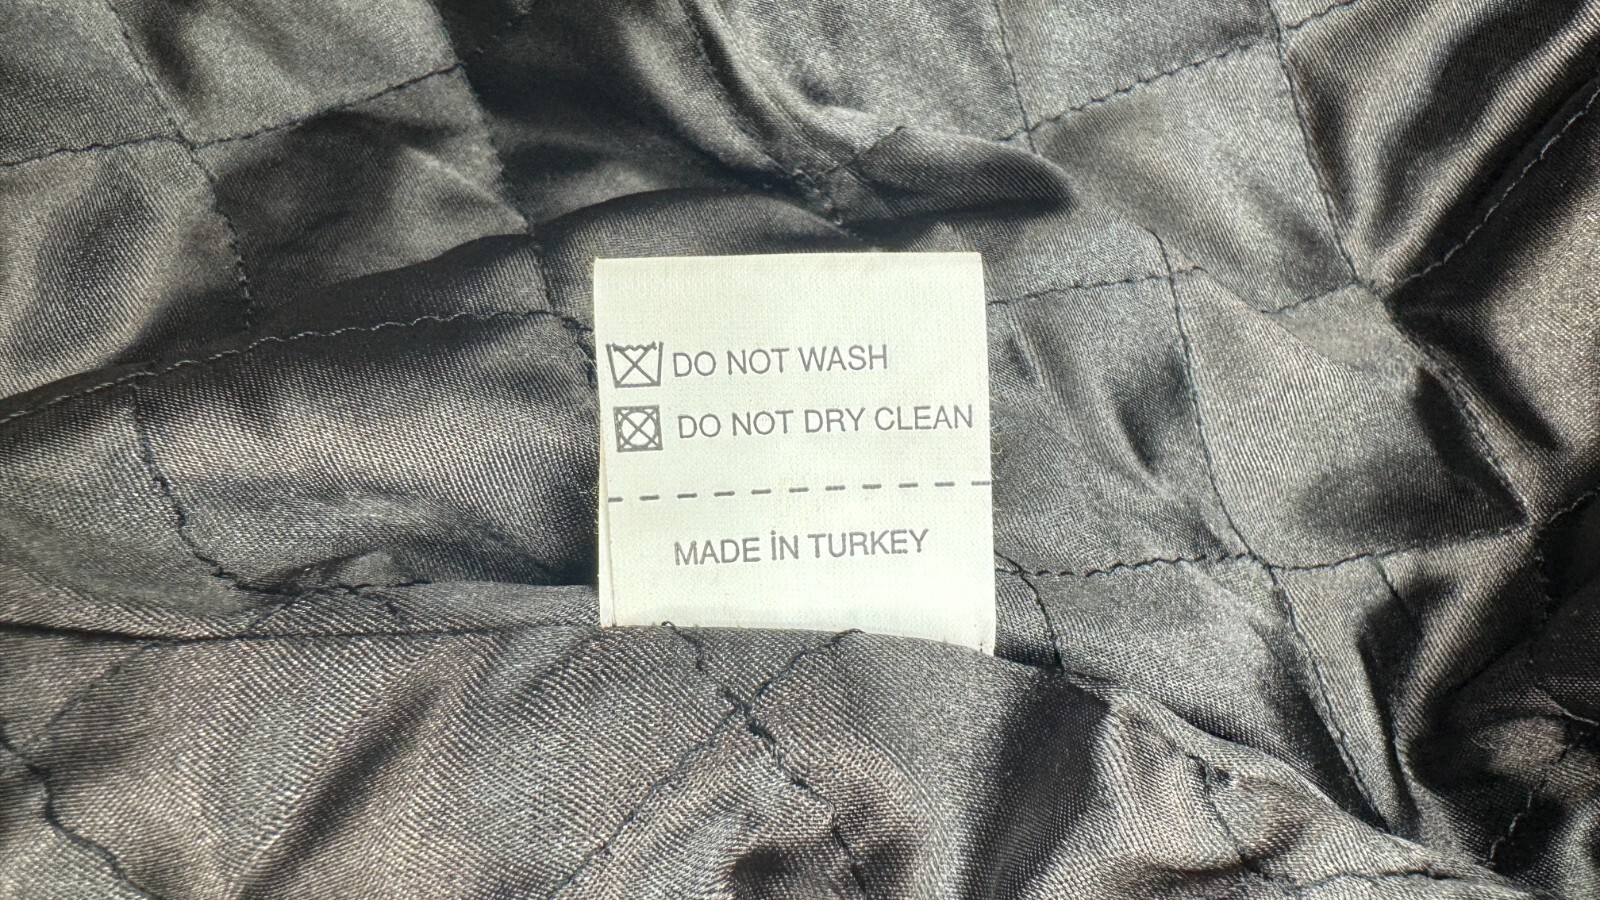 DO NOT WASH
DO NOT DRY CLEAN
MADE İN TURKEY